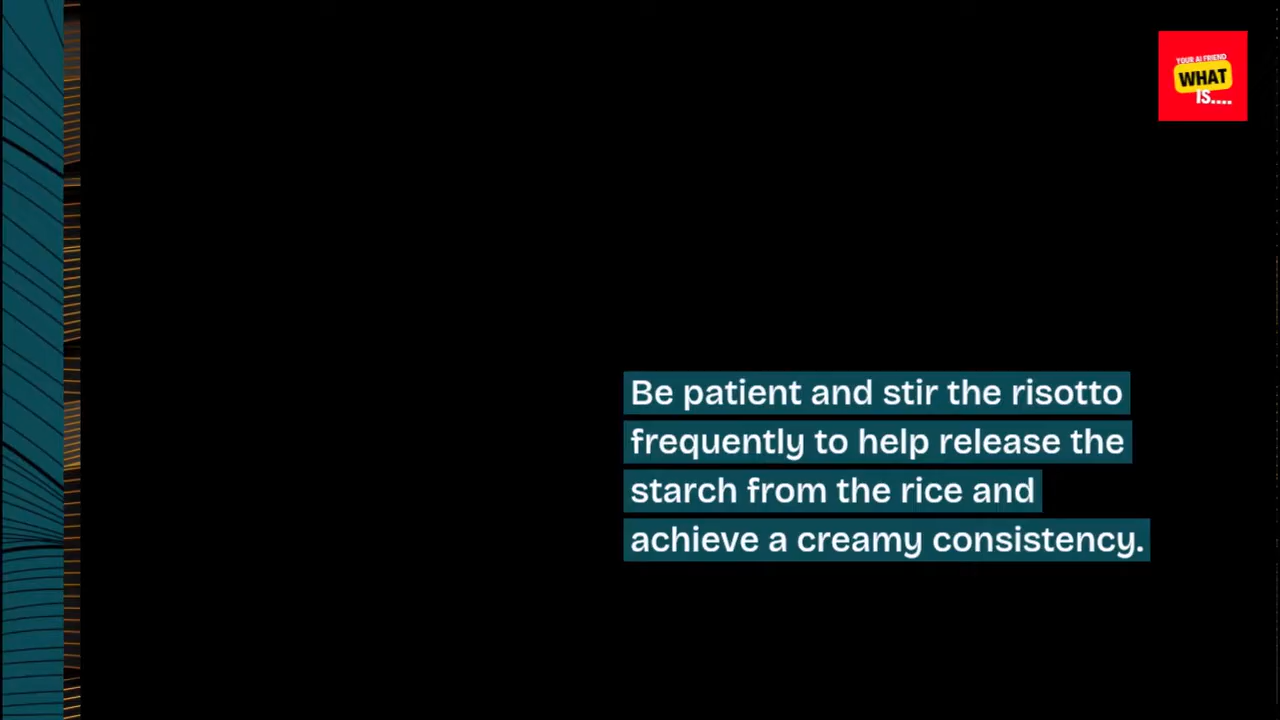 YOUR AI FRIEND
WHAT
IS....
Be patient and stir the risotto
frequently to help release the
starch from the rice and
achieve a creamy consistency.